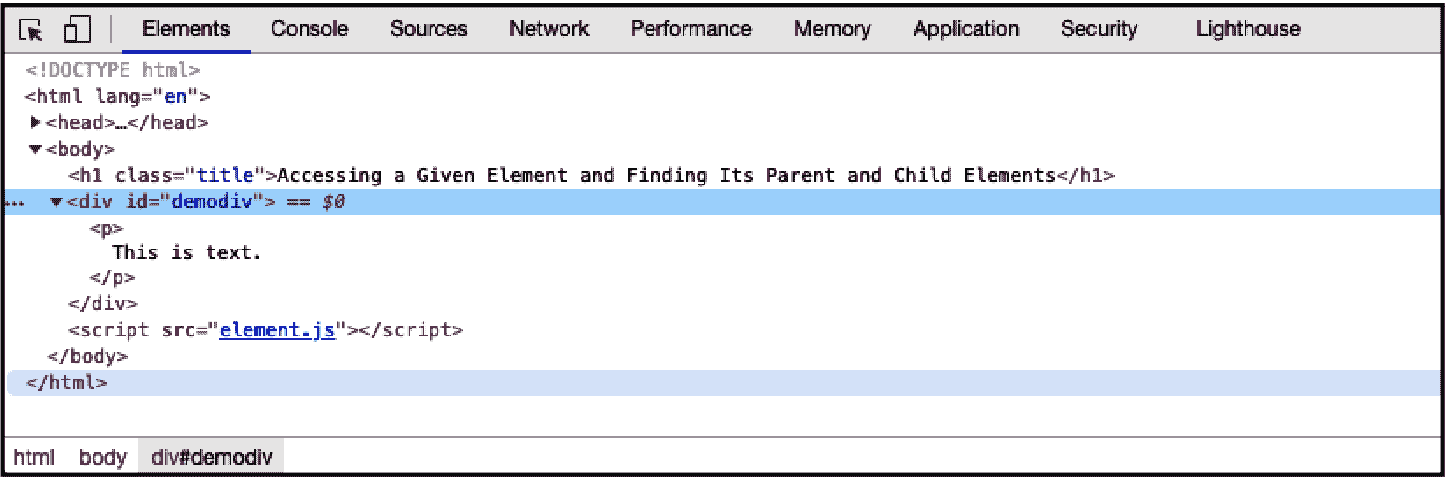 Elements Console Sources Network Performance Memory Application Security Lighthouse
<!DOCTYPE html>
<html lang="en">
▶<head>…</head>
▼<body>
<h1 class="title">Accessing a Given Element and Finding Its Parent and Child Elements</h1>
… ▼<div id="demodiv"> == $0
<p>
This is text.
</p>
</div>
<script src="element.js"></script>
</body>
</html>
html body div#demodiv